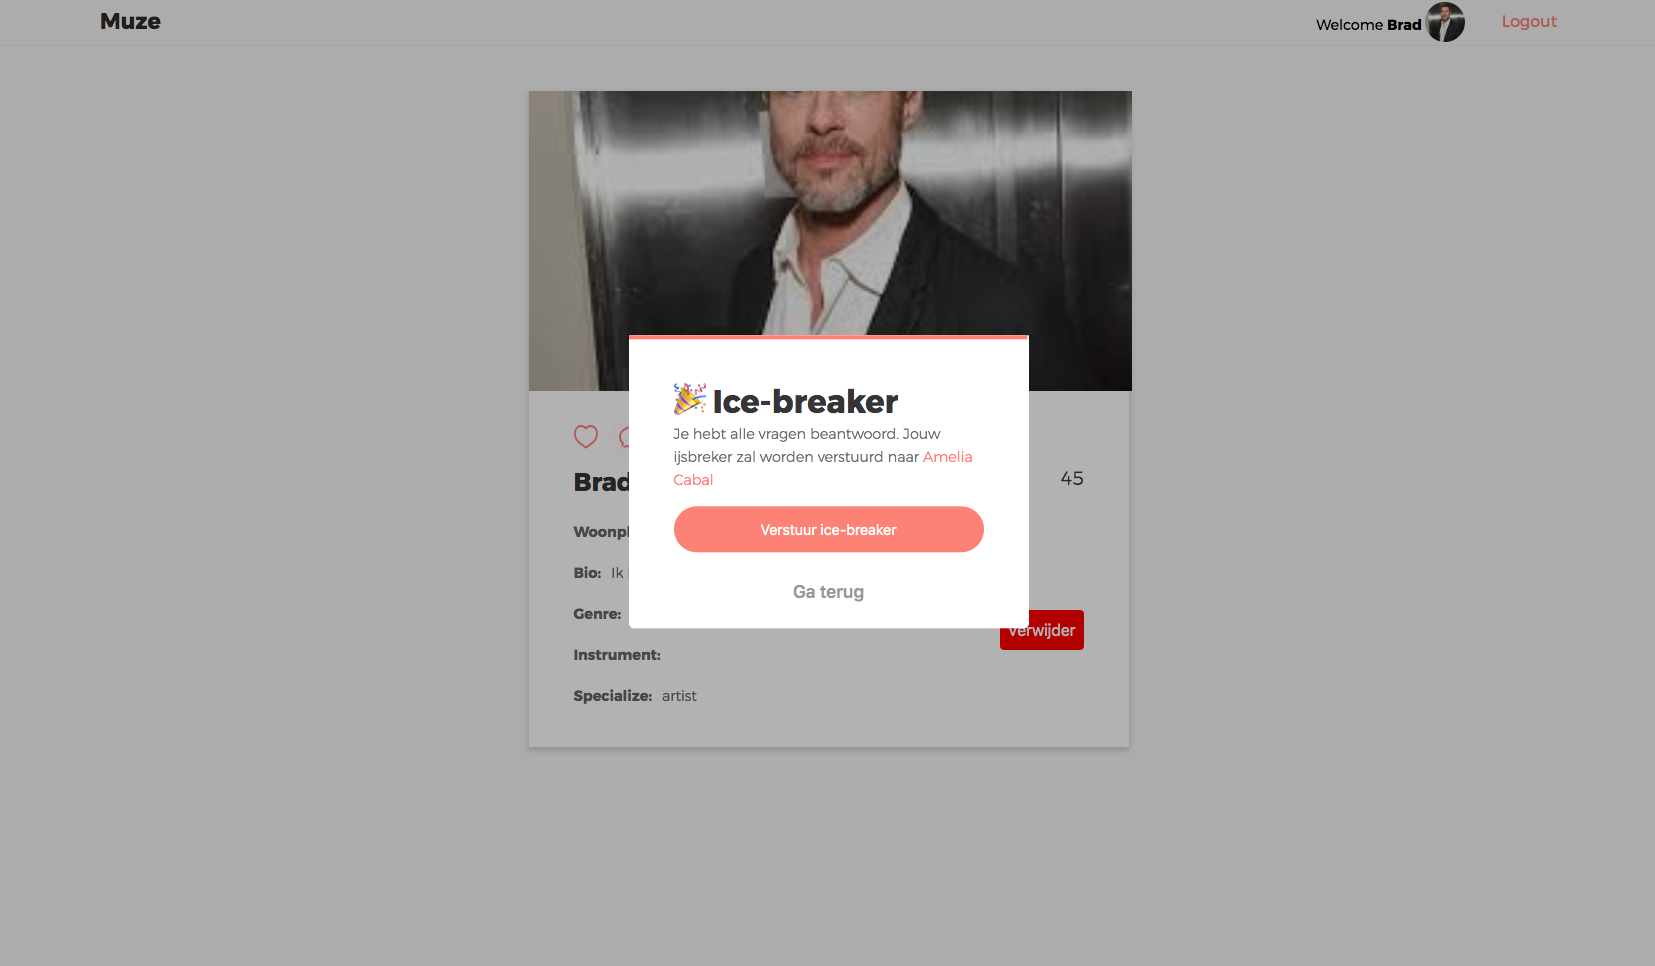 Muze
Welcome Brad
Logout
🎉 Ice-breaker
Je hebt alle vragen beantwoord. Jouw
ijsbreker zal worden verstuurd naar Amelia
Cabal
Verstuur ice-breaker
Ga terug
Brad
45
Bio: Ik
Genre:
Verwijder
Instrument:
Specialize: artist